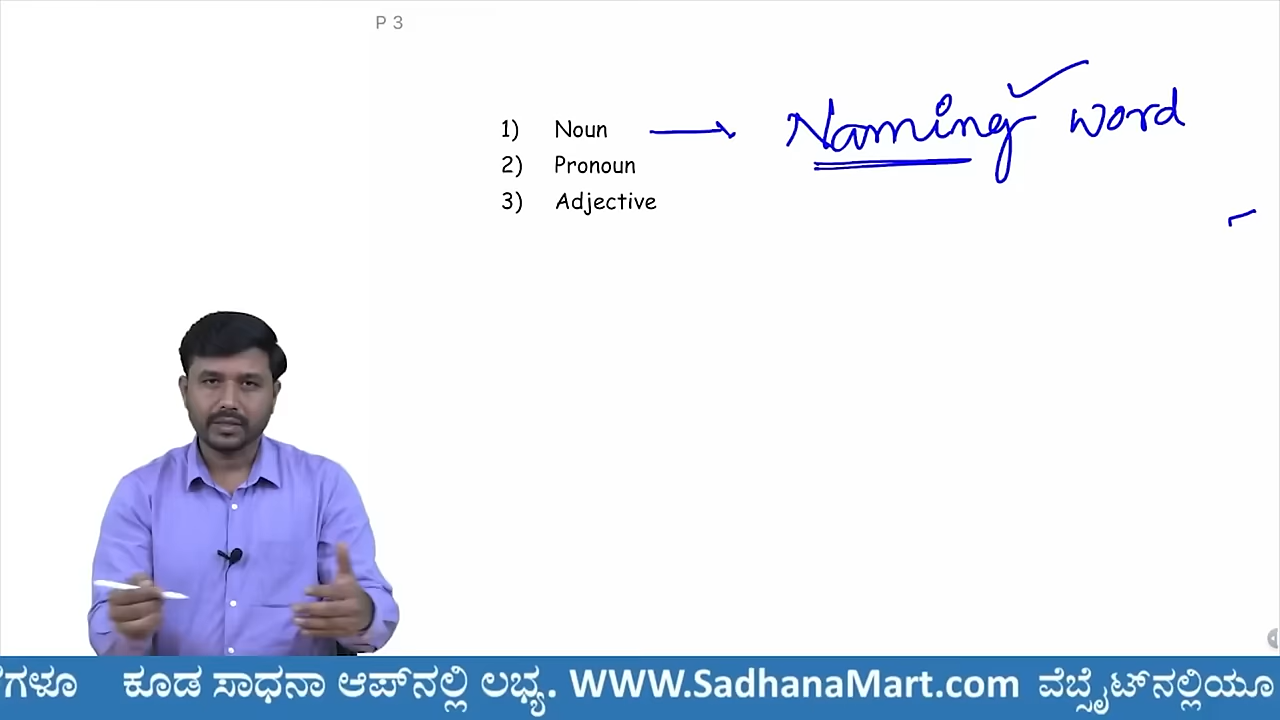 P 3
1) Noun → Naming word
2) Pronoun
3) Adjective
ಗಳೂ ಕೂಡ ಸಾಧನಾ ಆಪ್‌ನಲ್ಲಿ ಲಭ್ಯ. WWW.SadhanaMart.com ವೆಬ್ಸೈಟ್‌ನಲ್ಲಿಯೂ